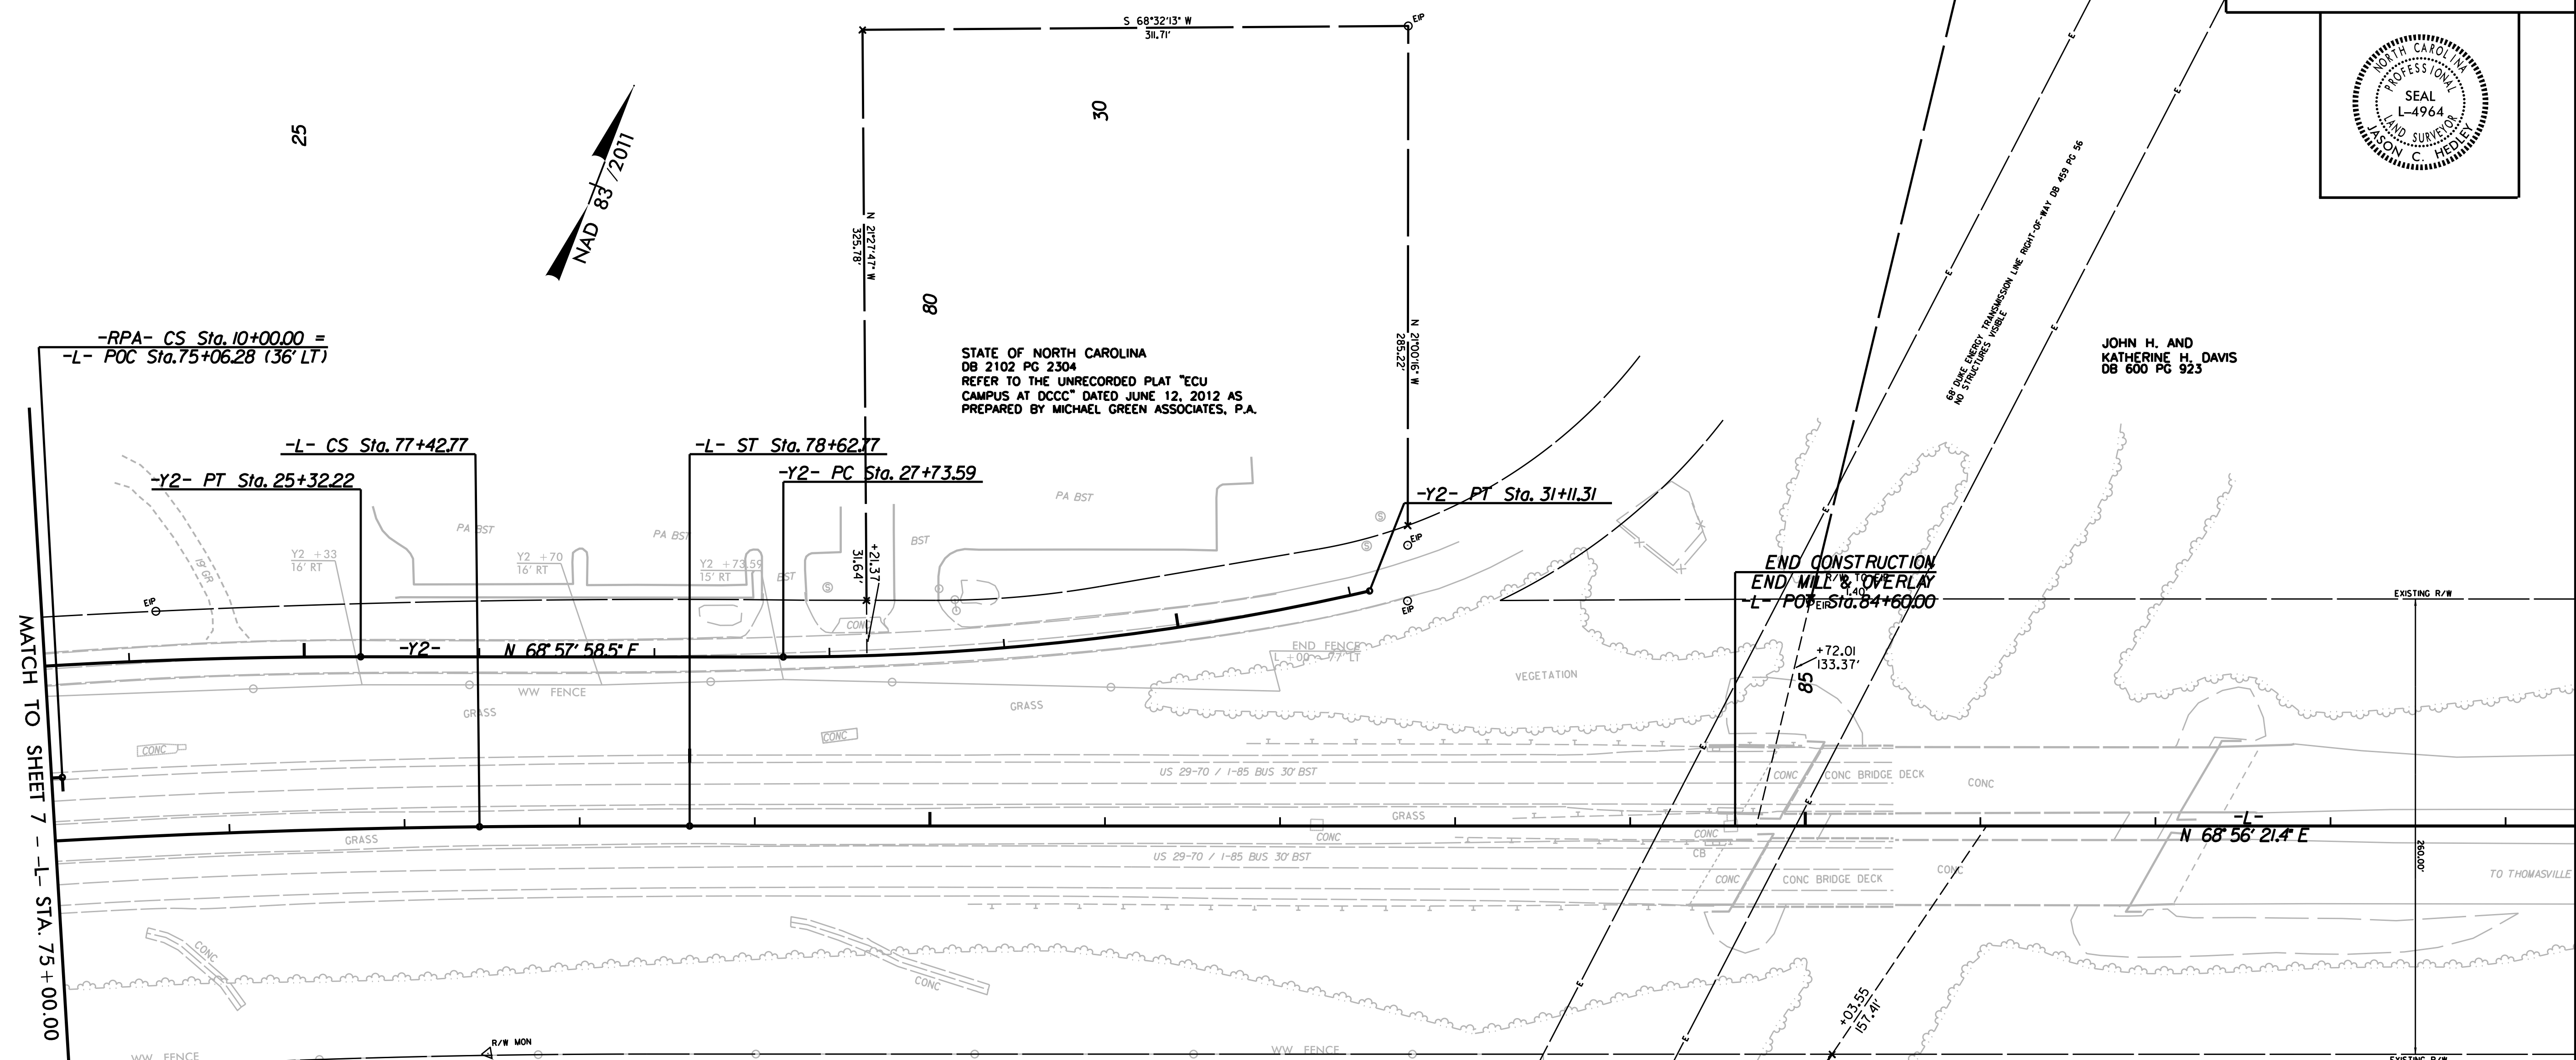 S 68°32'13" W
311.71'
EIP
NORTH CAROLINA
PROFESSIONAL
SEAL
L-4964
LAND SURVEYOR
JASON C. HEDLEY
25
30
NAD 83 /2011
N 21°27'47" W
325.78'
80
68' DUKE ENERGY TRANSMISSION LINE RIGHT-OF-WAY DB 459 PG 56
NO STRUCTURES VISIBLE
-RPA- CS Sta. 10+00.00 =
-L- POC Sta. 75+06.28 (36' LT)
STATE OF NORTH CAROLINA
DB 2102 PG 2304
REFER TO THE UNRECORDED PLAT "ECU
CAMPUS AT DCCC" DATED JUNE 12, 2012 AS
PREPARED BY MICHAEL GREEN ASSOCIATES, P.A.
N 21°00'16" W
285.22'
JOHN H. AND
KATHERINE H. DAVIS
DB 600 PG 923
-L- CS Sta. 77+42.77
-L- ST Sta. 78+62.77
-Y2- PT Sta. 25+32.22
-Y2- PC Sta. 27+73.59
-Y2- PT Sta. 31+11.31
PA BST
PA BST
PA BST
BST
BST
19' GR
Y2 +33
16' RT
Y2 +70
16' RT
Y2 +73.59
15' RT
+21.37
31.64'
S
S
S
EIP
EIP
EIP
END CONSTRUCTION
END MILL & OVERLAY
-L- POT Sta. 84+60.00
R/W TO EIP
1.40'
EIP
EXISTING R/W
CONC
-Y2-
N 68°57'58.5" E
END FENCE
L +00 77' LT
VEGETATION
+72.01
133.37'
85
WW FENCE
GRASS
GRASS
CONC
CONC
US 29-70 / I-85 BUS 30' BST
CONC
CONC BRIDGE DECK
CONC
GRASS
GRASS
CONC
CONC
-L-
N 68°56'21.4" E
US 29-70 / I-85 BUS 30' BST
CB
CONC
CONC BRIDGE DECK
CONC
260.00'
TO THOMASVILLE
MATCH TO SHEET 7 - -L- STA. 75+00.00
CONC
CONC
+03.55
157.41'
R/W MON
WW FENCE
WW FENCE
EXISTING R/W
E
E
E
E
E
E
E
E
E
E